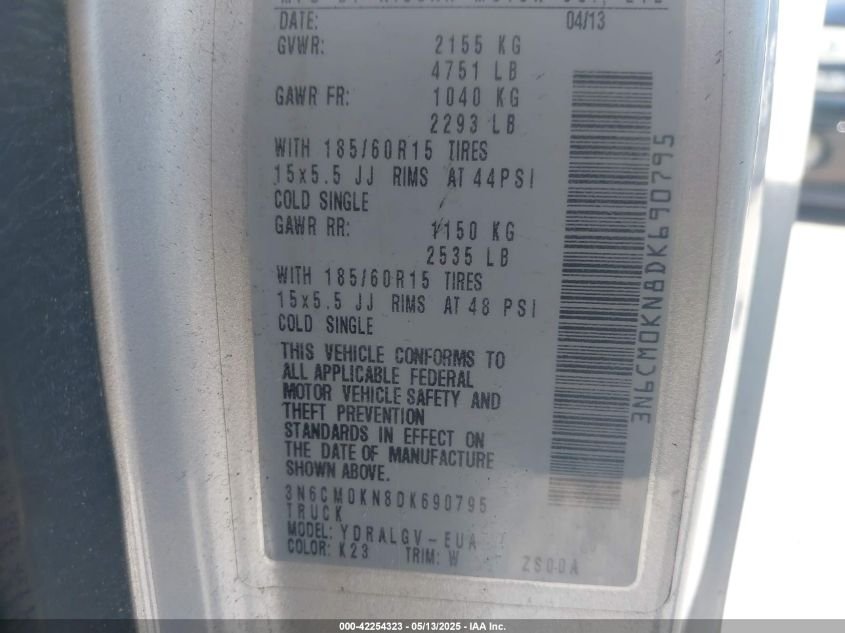 DATE: 04/13
GVWR: 2155 KG
4751 LB
GAWR FR: 1040 KG
2293 LB
WITH 185/60R15 TIRES
15x5.5 JJ RIMS AT 44PSI
COLD SINGLE
GAWR RR: 1150 KG
2535 LB
WITH 185/60R15 TIRES
15x5.5 JJ RIMS AT 48 PSI
COLD SINGLE
THIS VEHICLE CONFORMS TO
ALL APPLICABLE FEDERAL
MOTOR VEHICLE SAFETY AND
THEFT PREVENTION
STANDARDS IN EFFECT ON
THE DATE OF MANUFACTURE
SHOWN ABOVE.
3N6CM0KN8DK690795
TRUCK
MODEL: YDRALGV-EUA
COLOR: K23 TRIM: W
3N6CM0KN8DK690795
000-42254323 - 05/13/2025 - IAA Inc.